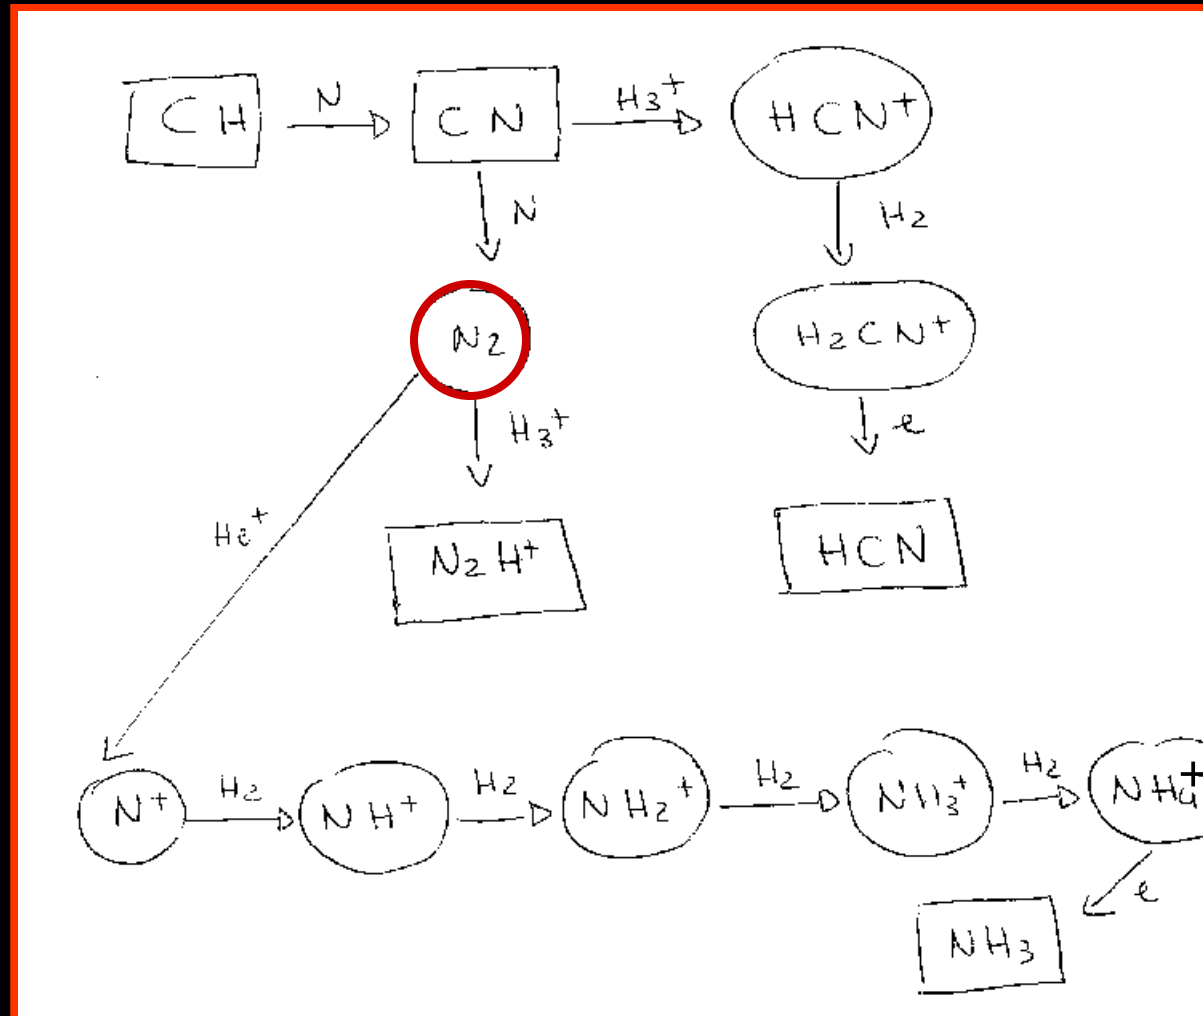 CH N CN H3+ HCN+
N H2
N2 H2CN+
H3+ e
He+ N2H+ HCN
N+ H2 NH+ H2 NH2+ H2 NH3+ H2 NH4+
e
NH3